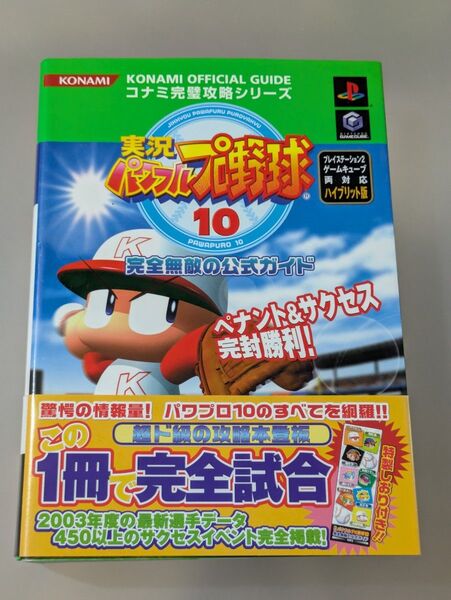 KONAMI
KONAMI OFFICIAL GUIDE
コナミ完璧攻略シリーズ
JIKKYOU PAWAFURU PUROYAKYU
実況
パワフルプロ野球
10
PAWAPURO 10
NINTENDO
GAMECUBE
プレイステーション2
ゲームキューブ
両対応
ハイブリット版
完全無敵の公式ガイド
ペナント&サクセス
完封勝利!
K
K
驚愕の情報量! パワプロ10のすべてを網羅!!
超ド級の攻略本登板
この
1冊で完全試合
2003年度の最新選手データ
450以上のサクセスイベント完全掲載!
特製しおり付き!!